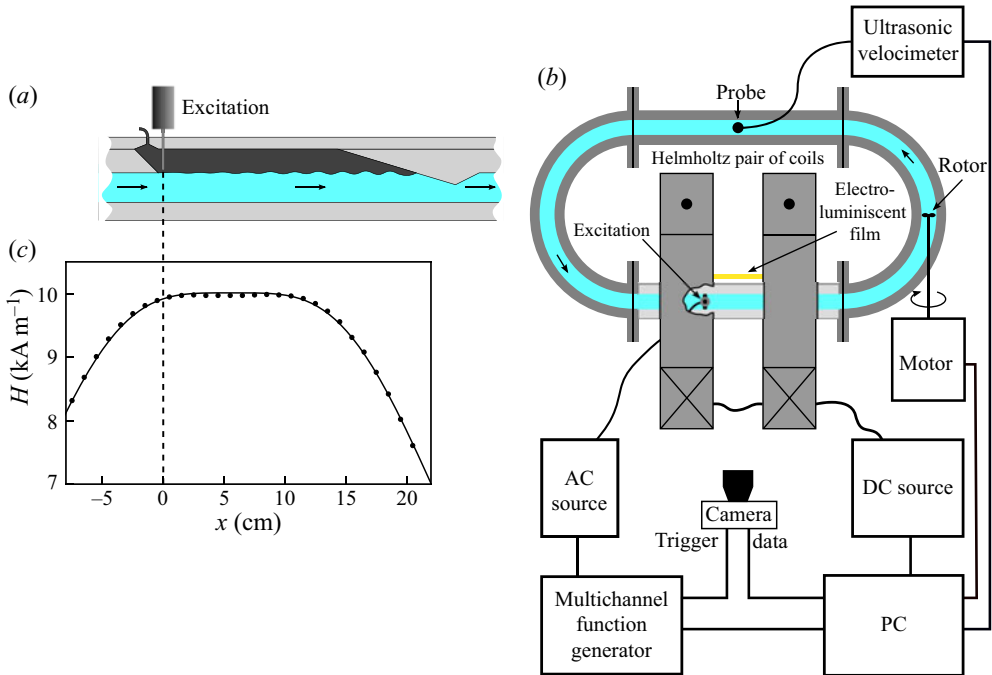 (a)
Excitation
(c)
H (kA m⁻¹)
10
9
8
7
−5
0
5
10
15
20
x (cm)
(b)
Ultrasonic
velocimeter
Probe
Helmholtz pair of coils
Rotor
Electro-
luminiscent
film
Excitation
Motor
AC
source
DC source
Camera
Trigger
data
Multichannel
function
generator
PC